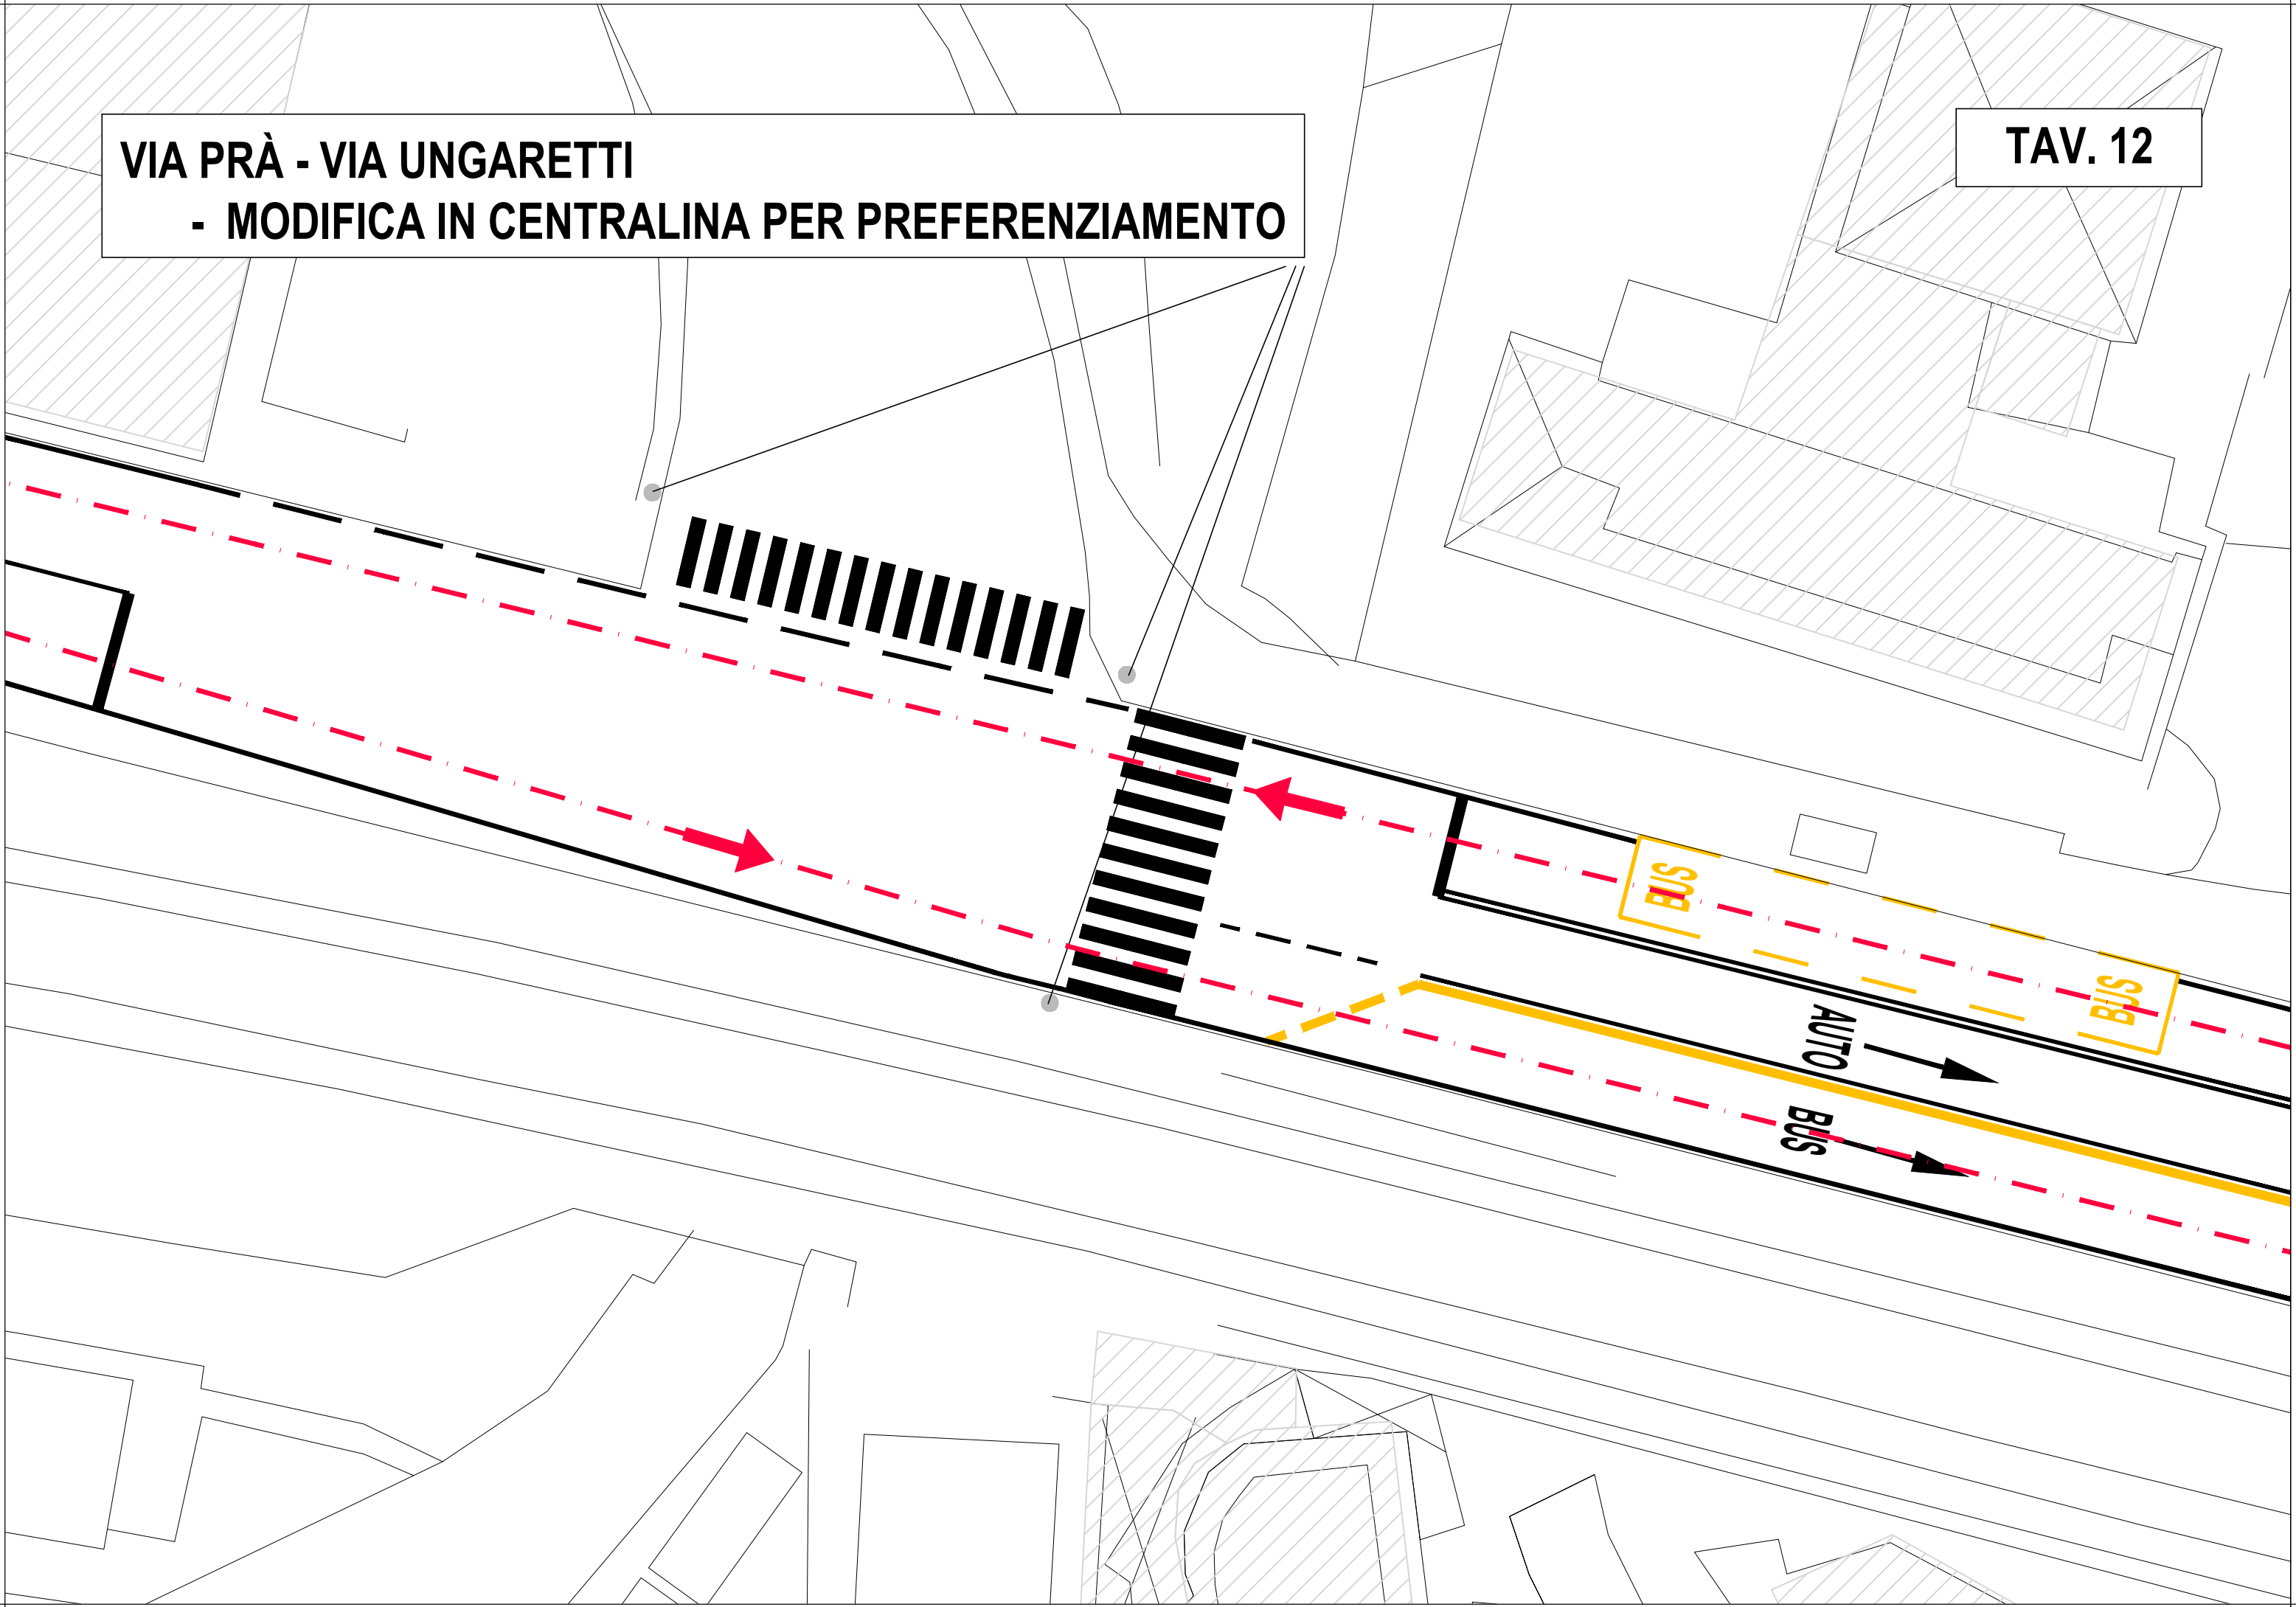 VIA PRÀ - VIA UNGARETTI
- MODIFICA IN CENTRALINA PER PREFERENZIAMENTO
TAV. 12
BUS
BUS
AUTO
BUS